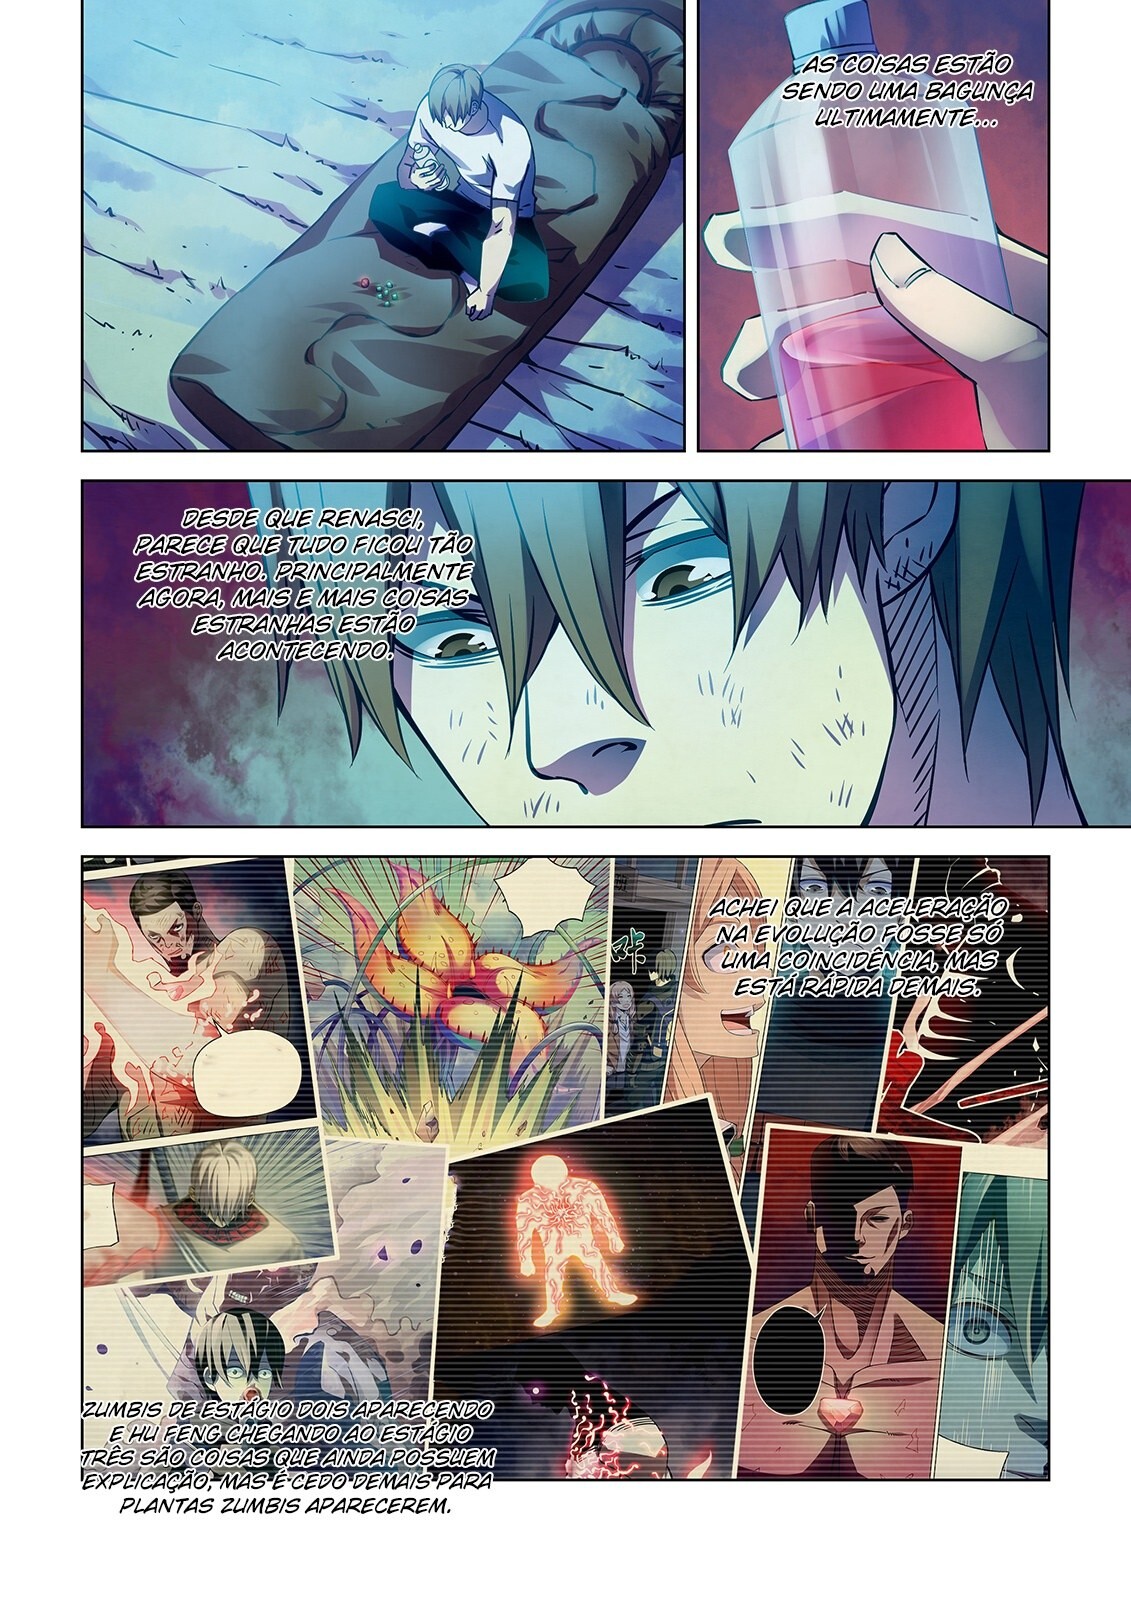 AS COISAS ESTÃO
SENDO UMA BAGUNÇA
ULTIMAMENTE...
DESDE QUE RENASCI,
PARECE QUE TUDO FICOU TÃO
ESTRANHO. PRINCIPALMENTE
AGORA, MAIS E MAIS COISAS
ESTRANHAS ESTÃO
ACONTECENDO.
咔
ACHEI QUE A ACELERAÇÃO
NA EVOLUÇÃO FOSSE SÓ
UMA COINCIDÊNCIA, MAS
ESTÁ RÁPIDA DEMAIS.
ZUMBIS DE ESTÁGIO DOIS APARECENDO
E HU FENG CHEGANDO AO ESTÁGIO
TRÊS SÃO COISAS QUE AINDA POSSUEM
EXPLICAÇÃO, MAS É CEDO DEMAIS PARA
PLANTAS ZUMBIS APARECEREM.